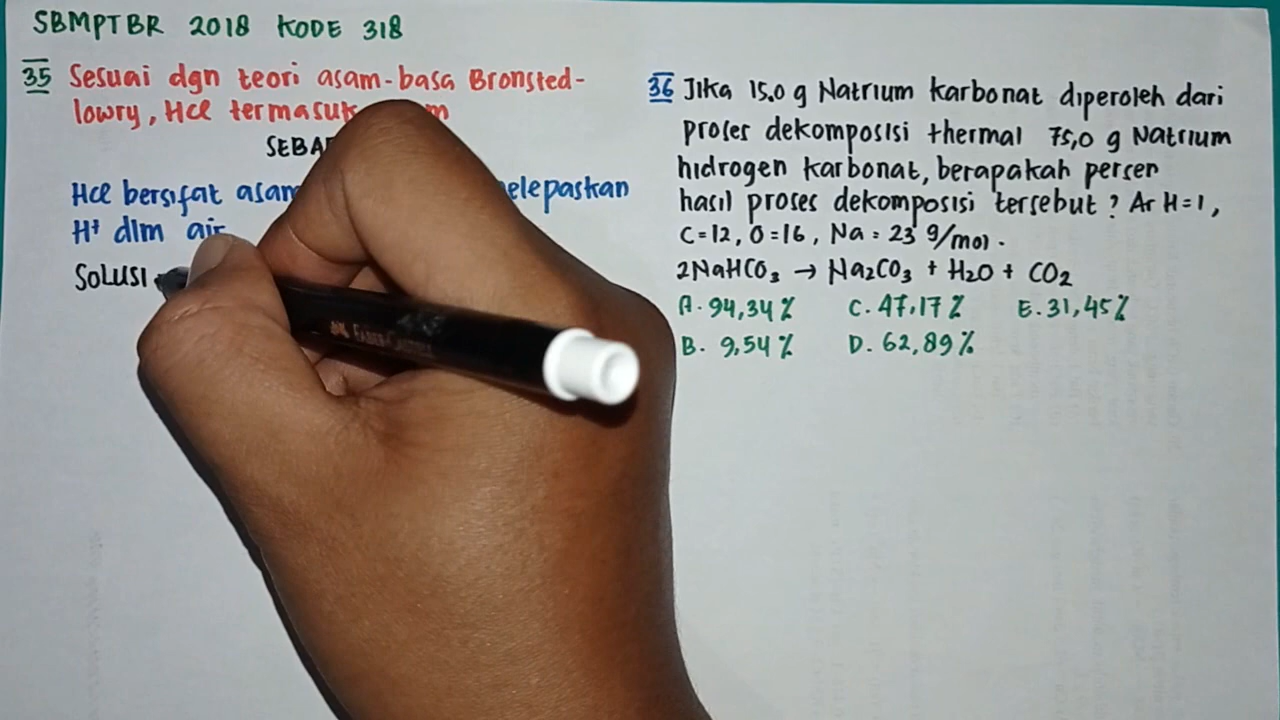 SBMPTBR 2018 KODE 318
35 Sesuai dgn teori asam-basa Bronsted-
lowry, HCl termasuk
SEBA
HCl bersifat asam elepaskan
H+ dlm air
SOLUSI
36 Jika 15.0 g Natrium karbonat diperoleh dari
proses dekomposisi thermal 75,0 g Natrium
hidrogen karbonat, berapakah persen
hasil proses dekomposisi tersebut? Ar H=1,
C=12, O=16, Na=23 g/mol.
2NaHCO3 → Na2CO3 + H2O + CO2
A. 94,34% C. 47,17% E. 31,45%
B. 9,54% D. 62,89%
FABER-CASTELL